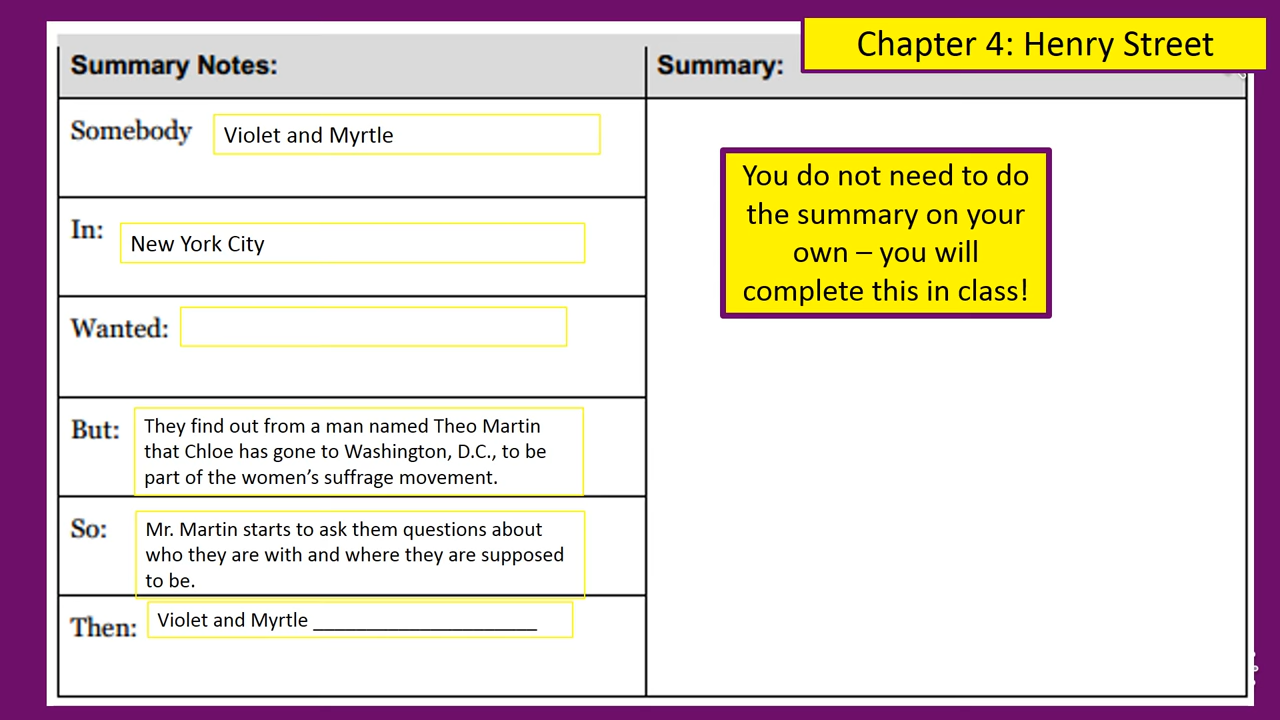 Chapter 4: Henry Street
Summary Notes:
Summary:
Somebody
Violet and Myrtle
In:
New York City
Wanted:
But:
They find out from a man named Theo Martin
that Chloe has gone to Washington, D.C., to be
part of the women’s suffrage movement.
So:
Mr. Martin starts to ask them questions about
who they are with and where they are supposed
to be.
Then:
Violet and Myrtle ____________________
You do not need to do
the summary on your
own – you will
complete this in class!